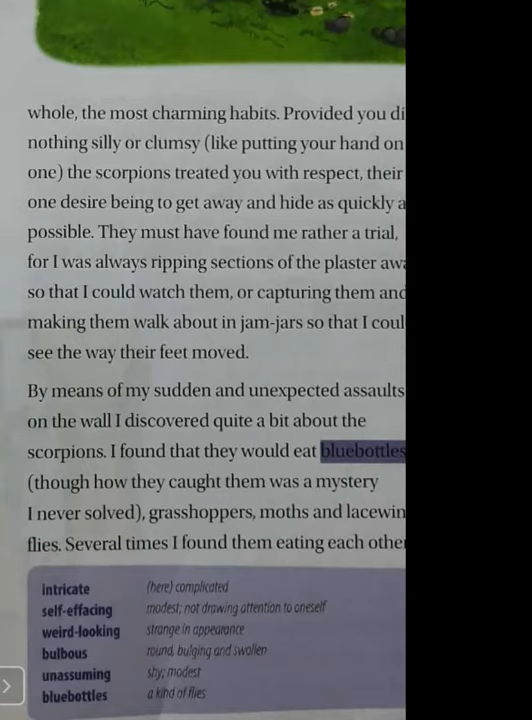 whole, the most charming habits. Provided you di
nothing silly or clumsy (like putting your hand on
one) the scorpions treated you with respect, their
one desire being to get away and hide as quickly a
possible. They must have found me rather a trial,
for I was always ripping sections of the plaster awa
so that I could watch them, or capturing them and
making them walk about in jam-jars so that I coul
see the way their feet moved.
By means of my sudden and unexpected assaults
on the wall I discovered quite a bit about the
scorpions. I found that they would eat bluebottles
(though how they caught them was a mystery
I never solved), grasshoppers, moths and lacewin
flies. Several times I found them eating each other
intricate (here) complicated
self-effacing modest; not drawing attention to oneself
weird-looking strange in appearance
bulbous round, bulging and swollen
unassuming shy; modest
bluebottles a kind of flies